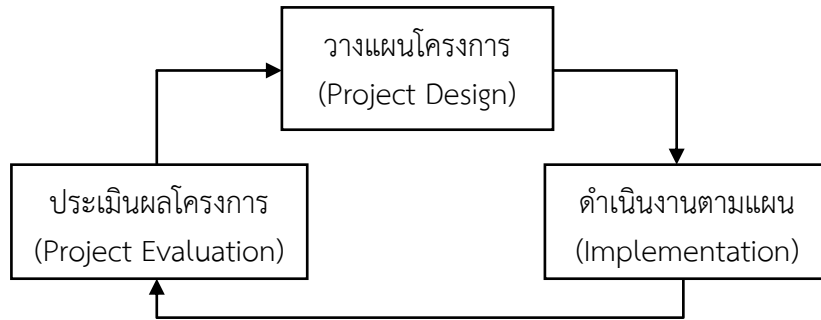 วางแผนโครงการ
(Project Design)
ประเมินผลโครงการ
(Project Evaluation)
ดำเนินงานตามแผน
(Implementation)